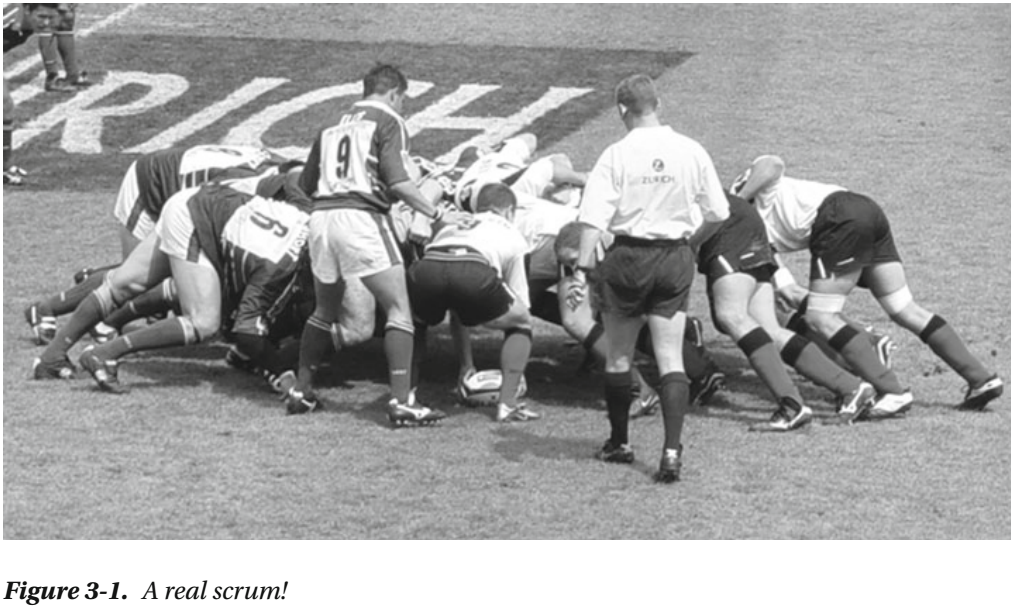 RICH
9
9
ZURICH
Figure 3-1. A real scrum!